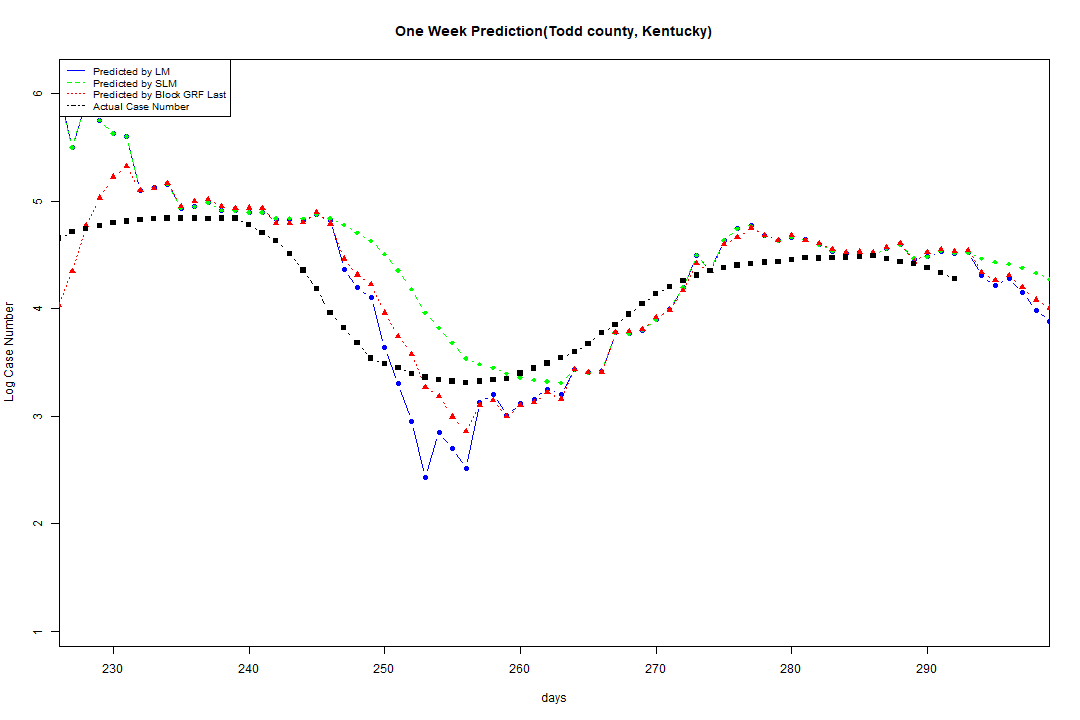 One Week Prediction(Todd county, Kentucky)
Predicted by LM
Predicted by SLM
Predicted by Block GRF Last
Actual Case Number
6
5
4
3
2
1
Log Case Number
230 240 250 260 270 280 290
days